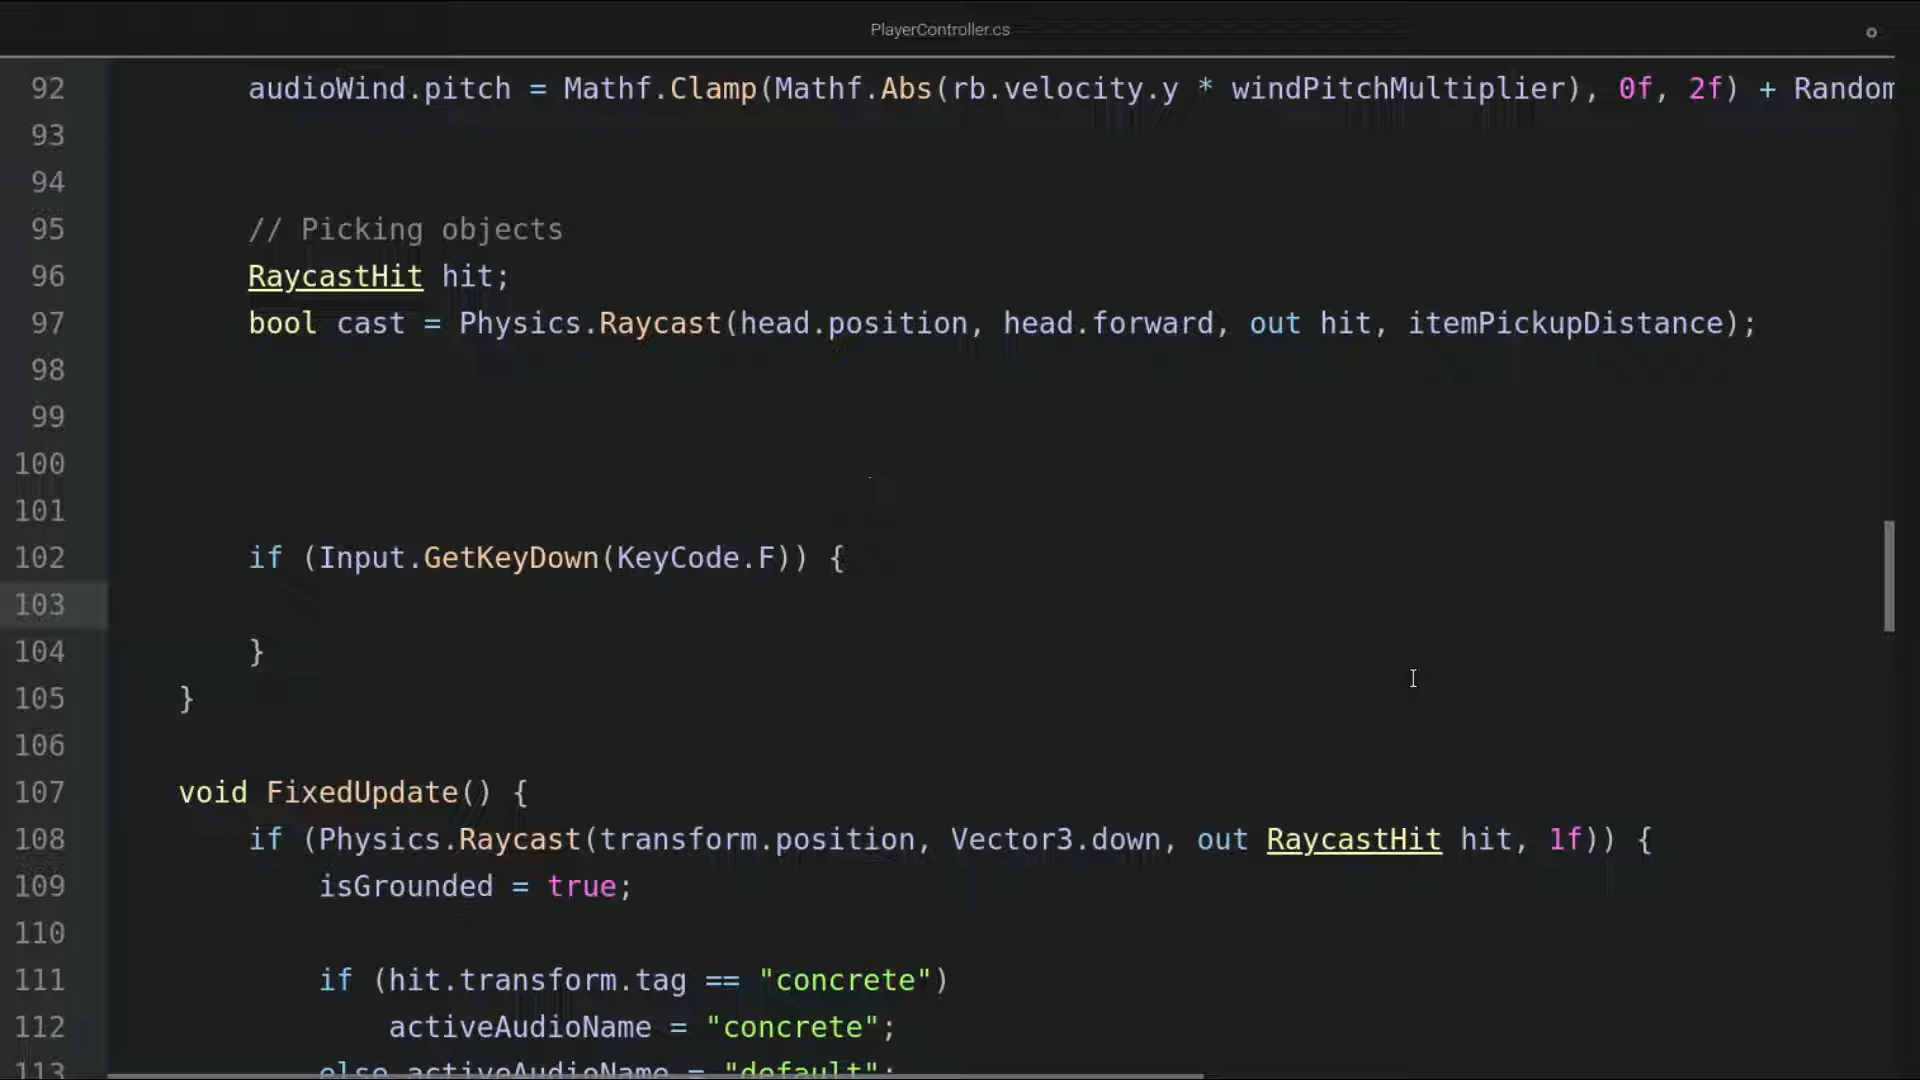 PlayerController.cs
92 audioWind.pitch = Mathf.Clamp(Mathf.Abs(rb.velocity.y * windPitchMultiplier), 0f, 2f) + Random
93
94
95 // Picking objects
96 RaycastHit hit;
97 bool cast = Physics.Raycast(head.position, head.forward, out hit, itemPickupDistance);
98
99
100
101
102 if (Input.GetKeyDown(KeyCode.F)) {
103
104 }
105 }
106
107 void FixedUpdate() {
108 if (Physics.Raycast(transform.position, Vector3.down, out RaycastHit hit, 1f)) {
109 isGrounded = true;
110
111 if (hit.transform.tag == "concrete")
112 activeAudioName = "concrete";
113 else activeAudioName = "default";